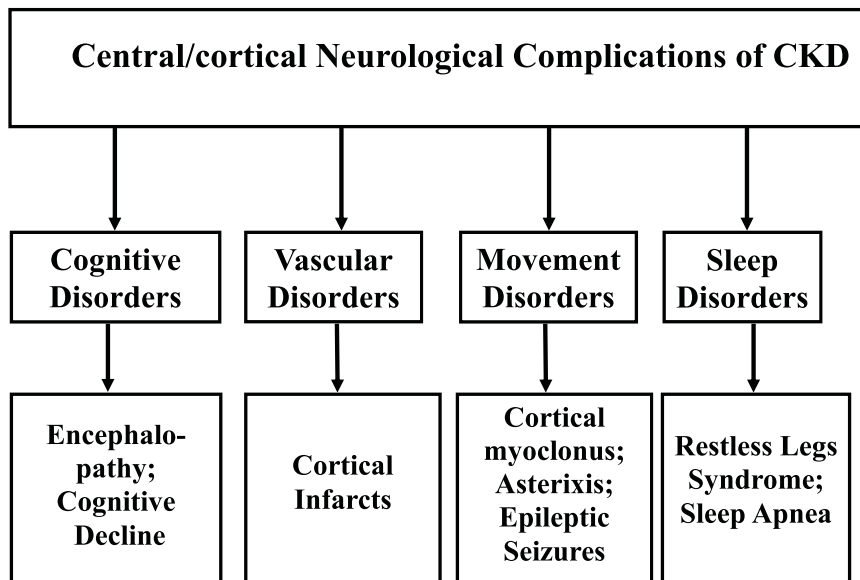 Central/cortical Neurological Complications of CKD
Cognitive
Disorders
Vascular
Disorders
Movement
Disorders
Sleep
Disorders
Encephalo-
pathy;
Cognitive
Decline
Cortical
Infarcts
Cortical
myoclonus;
Asterixis;
Epileptic
Seizures
Restless Legs
Syndrome;
Sleep Apnea